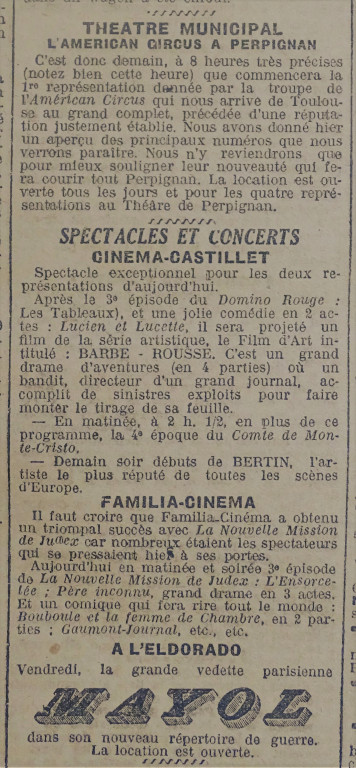 THEATRE MUNICIPAL
L'AMERICAN CIRCUS A PERPIGNAN
C'est donc demain, à 8 heures très précises
(notez bien cette heure) que commencera la
1re représentation dannée par la troupe de
l'Américan Circus qui nous arrive de Toulou-
se au grand complet, précédée d'une réputa-
tion justement établie. Nous avons donné hier
un aperçu des principaux numéros que nous
verrons paraître. Nous n'y reviendrons que
pour mieux souligner leur nouveauté qui fe-
ra courir tout Perpignan. La location est ou-
verte tous les jours et pour les quatre repré-
sentations au Théâre de Perpignan.
SPECTACLES ET CONCERTS
CINEMA-CASTILLET
Spectacle exceptionnel pour les deux re-
présentations d'aujourd'hui.
Après le 3e épisode du Domino Rouge :
Les Tableaux), et une jolie comédie en 2 ac-
tes : Lucien et Lucette, il sera projeté un
film de la série artistique, le Film d'Art in-
titulé : BARBE - ROUSSE. C'est un grand
drame d'aventures (en 4 parties) où un
bandit, directeur d'un grand journal, ac-
complit de sinistres exploits pour faire
monter le tirage de sa feuille.
— En matinée, à 2 h. 1/2, en plus de ce
programme, la 4e époque du Comte de Mon-
te-Cristo.
— Demain soir débuts de BERTIN, l'ar-
tiste le plus réputé de toutes les scènes
d'Europe.
FAMILIA-CINEMA
Il faut croire que Familia-Cinéma a obtenu
un triompal succès avec La Nouvelle Mission
de Judex car nombreux étaient les spectateurs
qui se pressaient hier à ses portes.
Aujourd'hui en matinée et soirée 3e épisode
de La Nouvelle Mission de Judex : L'Ensorce-
lée ; Père inconnu, grand drame en 3 actes.
Et un comique qui fera rire tout le monde :
Bouboule et la femme de Chambre, en 2 par-
ties ; Gaumont-Journal, etc., etc.
A L'ELDORADO
Vendredi, la grande vedette parisienne
MAYOL
dans son nouveau répertoire de guerre.
La location est ouverte.